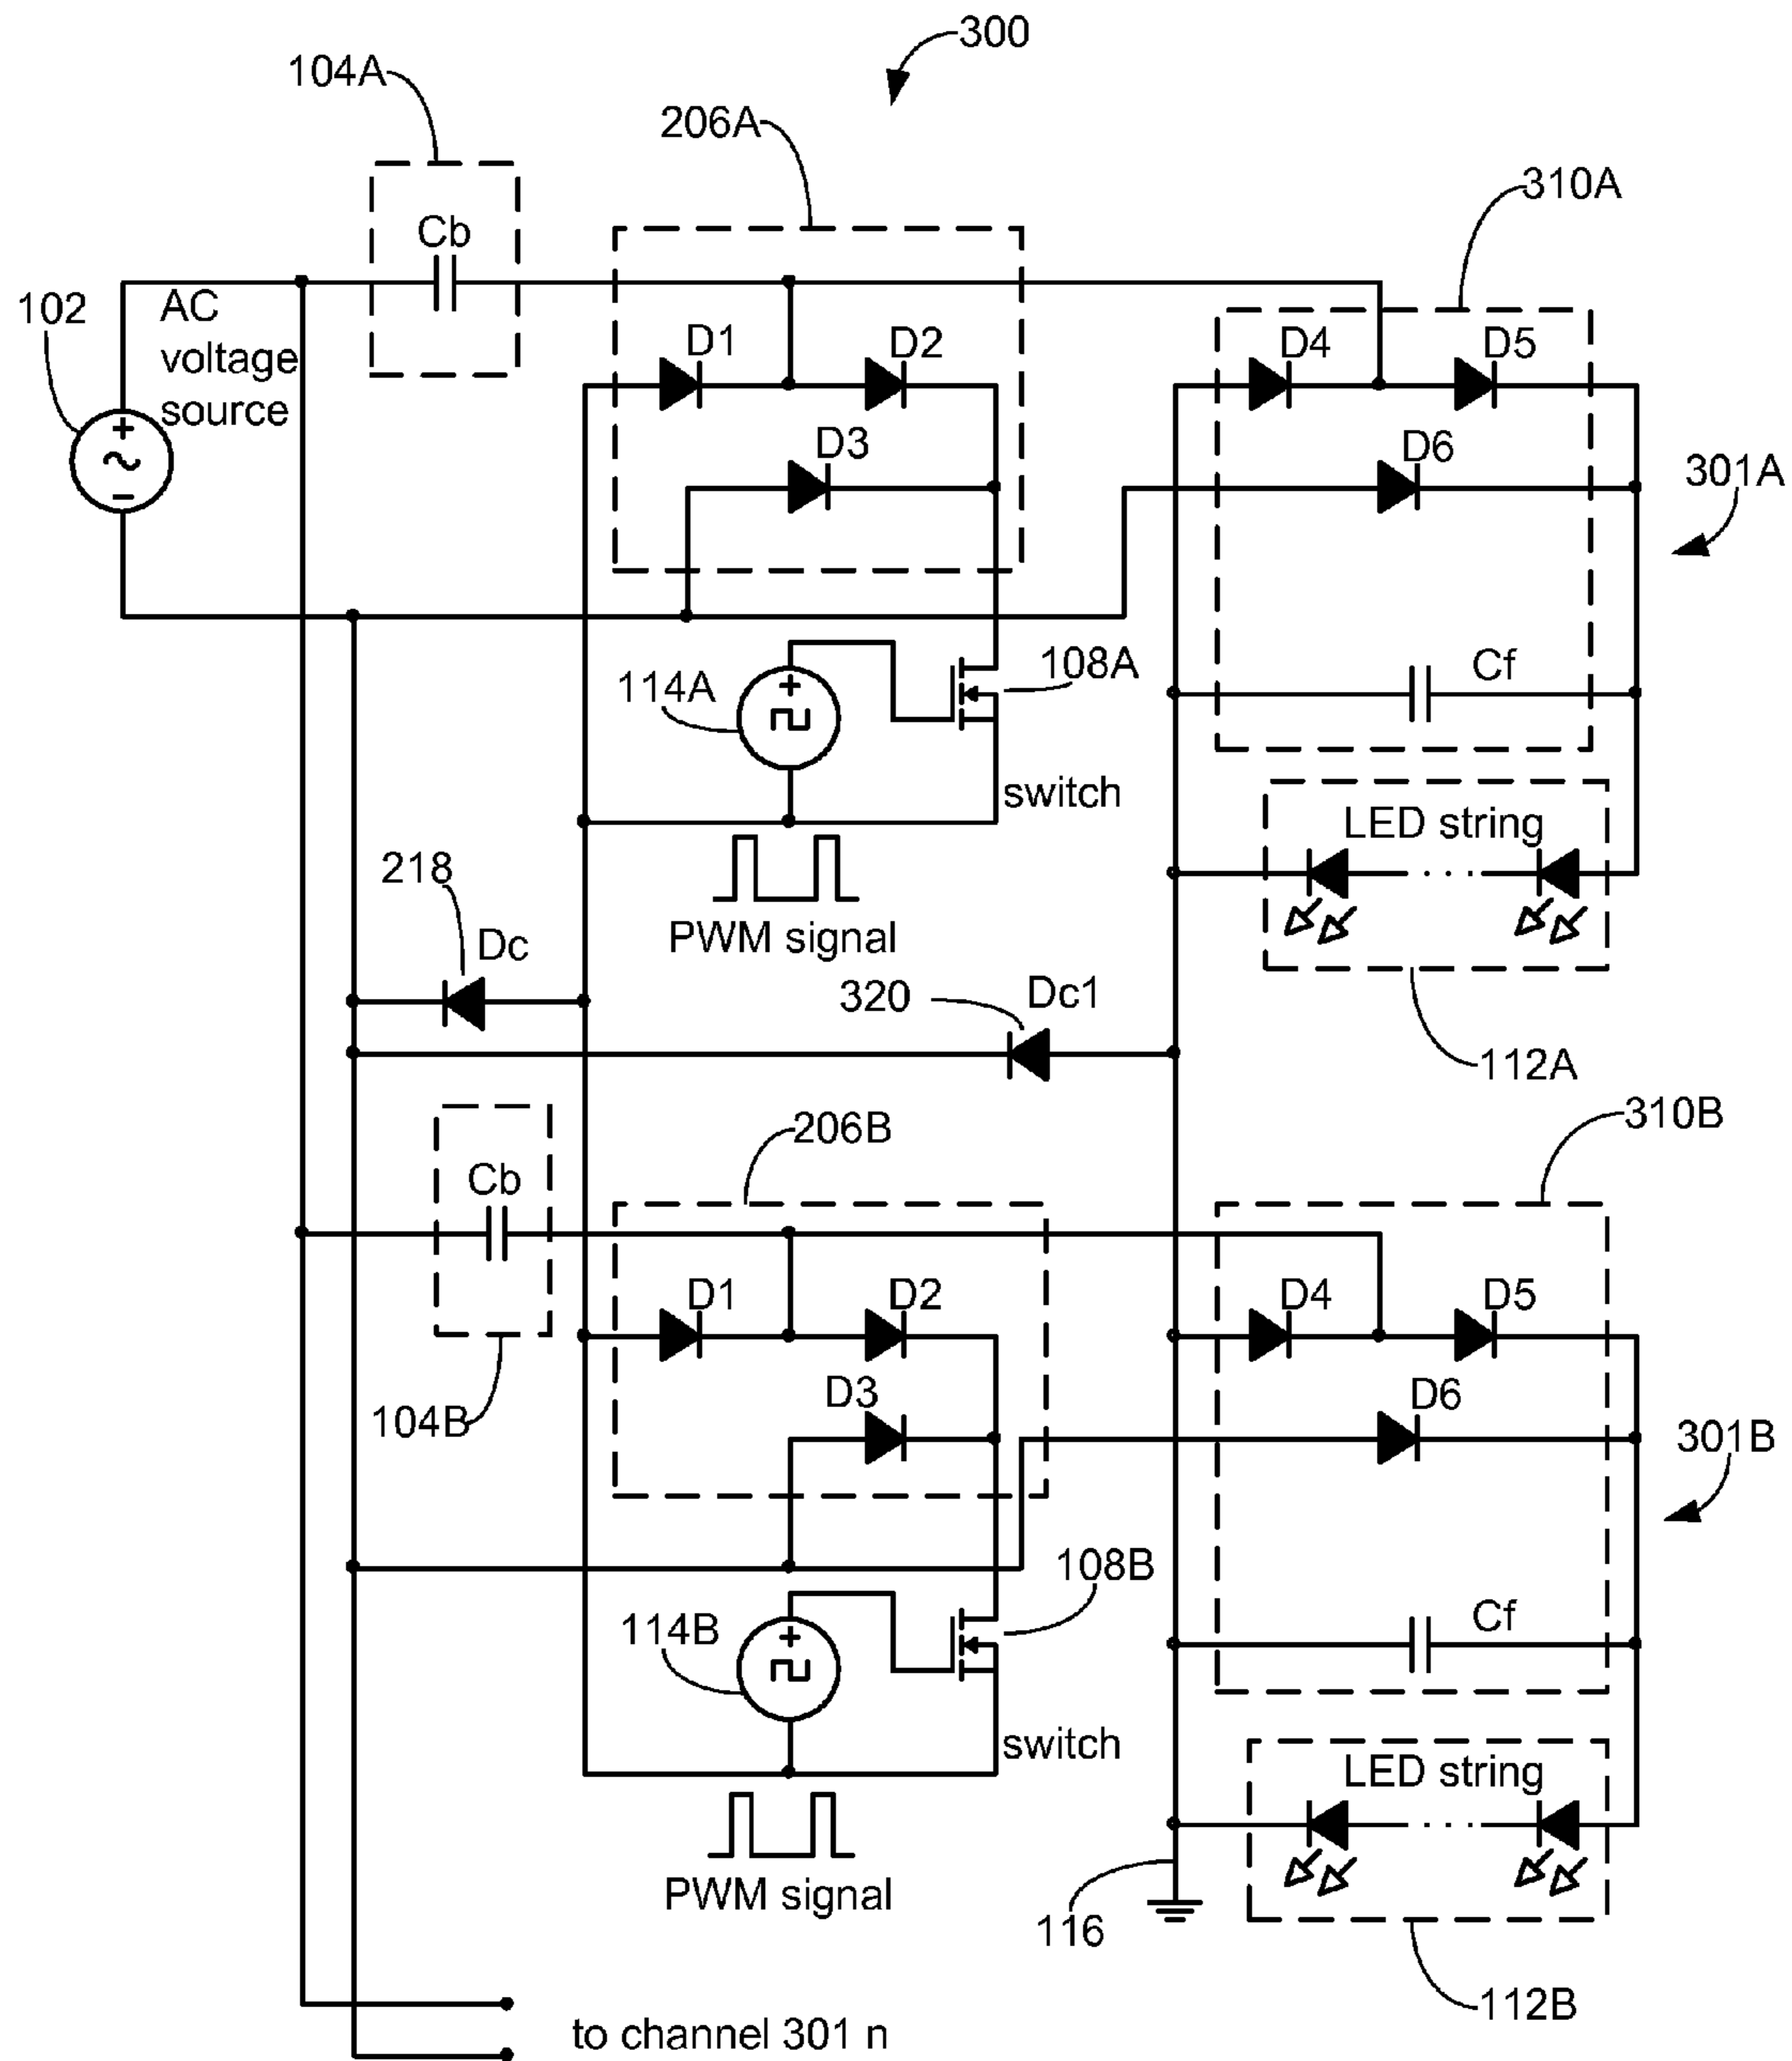 300
104A
206A
310A
Cb
102
AC
voltage
source
+
−
D1
D2
D3
D4
D5
D6
301A
Cf
114A
+
108A
switch
LED string
· · ·
PWM signal
218
Dc
320
Dc1
112A
310B
206B
Cb
104B
D1
D2
D3
D4
D5
D6
301B
108B
Cf
114B
+
switch
LED string
· · ·
PWM signal
116
112B
to channel 301 n